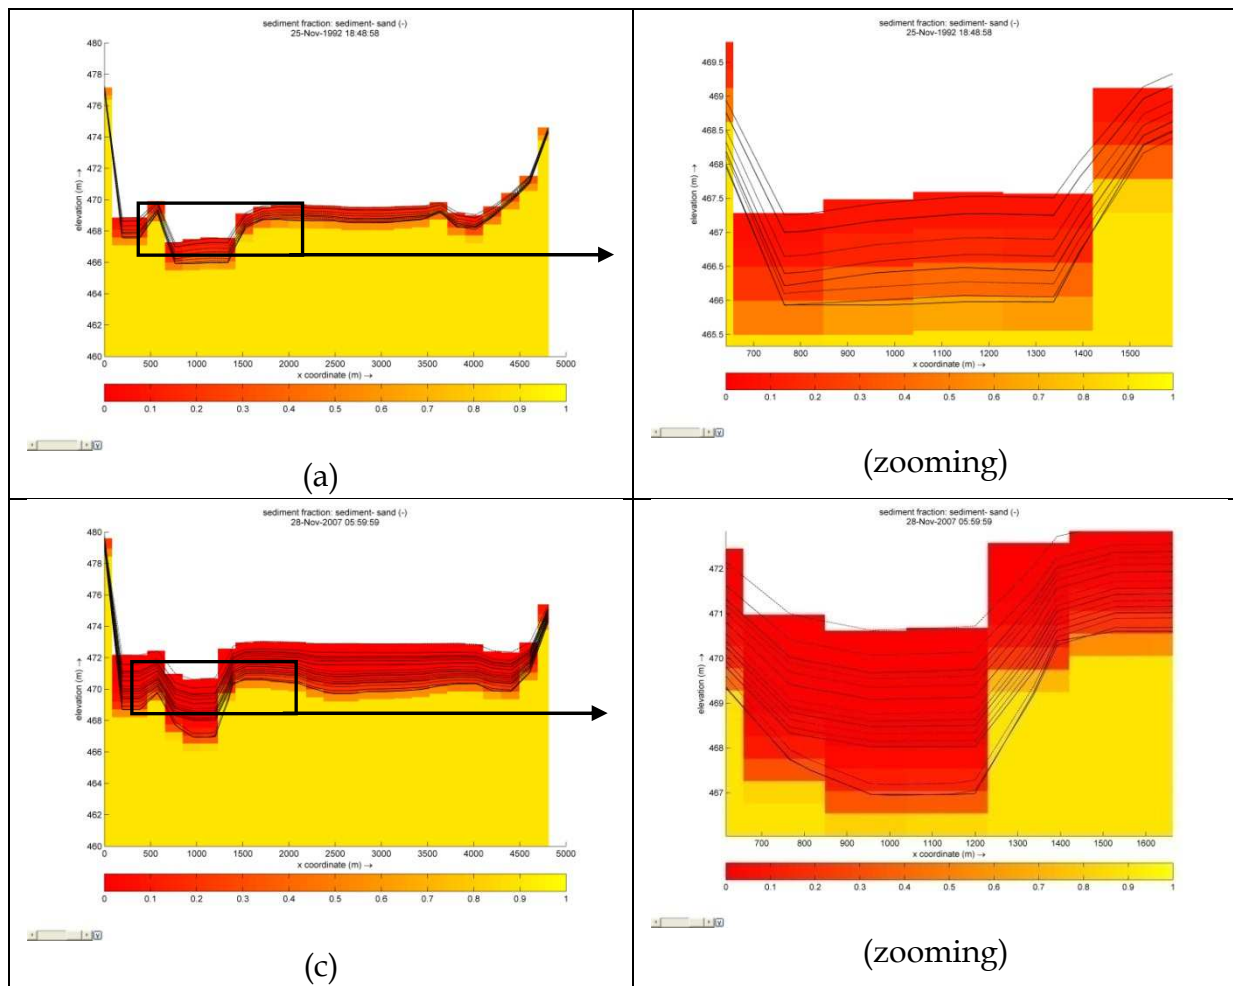 sediment fraction: sediment- sand (-)
25-Nov-1992 18:48:58
480
478
476
474
472
470
468
466
464
462
460
elevation (m) →
0 500 1000 1500 2000 2500 3000 3500 4000 4500 5000
x coordinate (m) →
0 0.1 0.2 0.3 0.4 0.5 0.6 0.7 0.8 0.9 1
(a)
sediment fraction: sediment- sand (-)
25-Nov-1992 18:48:58
469.5
469
468.5
468
467.5
467
466.5
466
465.5
elevation (m) →
700 800 900 1000 1100 1200 1300 1400 1500
x coordinate (m) →
0 0.1 0.2 0.3 0.4 0.5 0.6 0.7 0.8 0.9 1
(zooming)
sediment fraction: sediment- sand (-)
28-Nov-2007 05:59:59
480
478
476
474
472
470
468
466
464
462
460
elevation (m) →
0 500 1000 1500 2000 2500 3000 3500 4000 4500 5000
x coordinate (m) →
0 0.1 0.2 0.3 0.4 0.5 0.6 0.7 0.8 0.9 1
(c)
sediment fraction: sediment- sand (-)
28-Nov-2007 05:59:59
472
471
470
469
468
467
elevation (m) →
700 800 900 1000 1100 1200 1300 1400 1500 1600
x coordinate (m) →
0 0.1 0.2 0.3 0.4 0.5 0.6 0.7 0.8 0.9 1
(zooming)